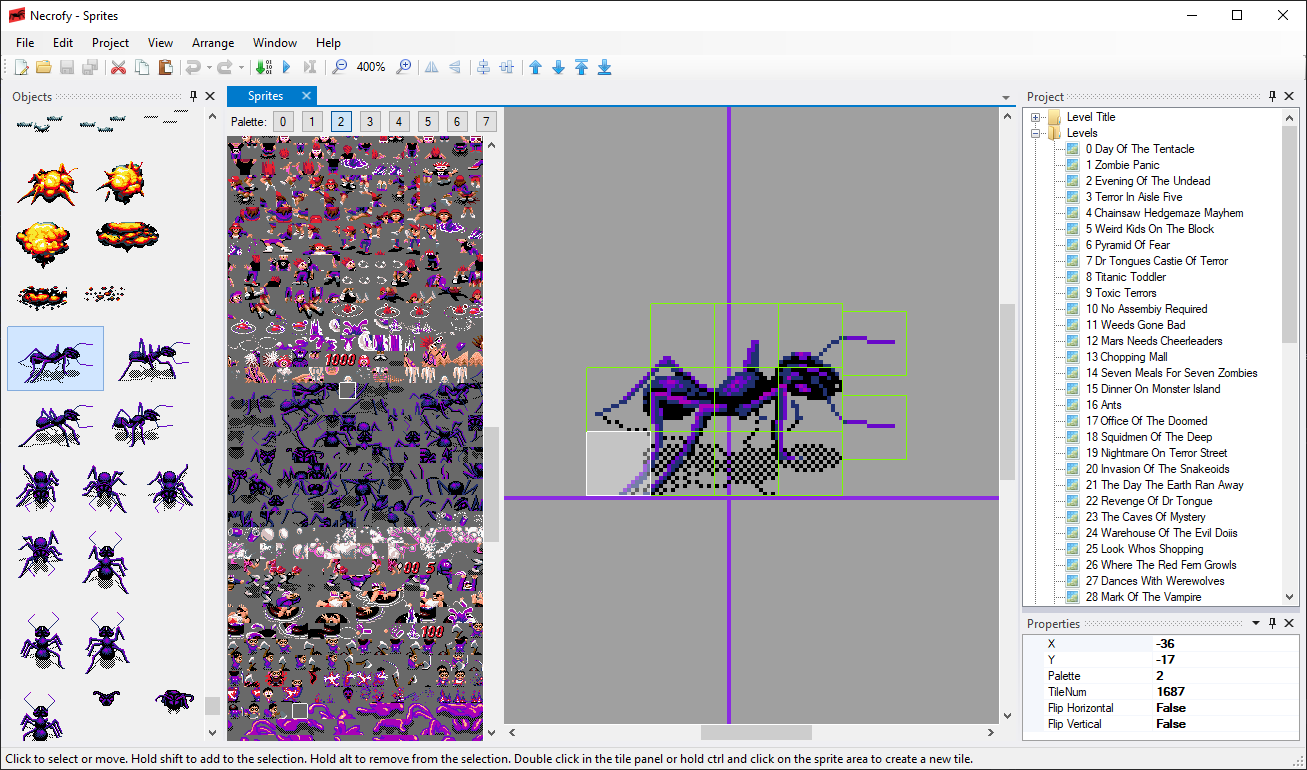 Necrofy - Sprites
File Edit Project View Arrange Window Help
400%
Objects
Sprites
Palette: 0 1 2 3 4 5 6 7
1000
100
Project
Level Title
Levels
0 Day Of The Tentacle
1 Zombie Panic
2 Evening Of The Undead
3 Terror In Aisle Five
4 Chainsaw Hedgemaze Mayhem
5 Weird Kids On The Block
6 Pyramid Of Fear
7 Dr Tongues Castie Of Terror
8 Titanic Toddler
9 Toxic Terrors
10 No Assembiy Required
11 Weeds Gone Bad
12 Mars Needs Cheerleaders
13 Chopping Mall
14 Seven Meals For Seven Zombies
15 Dinner On Monster Island
16 Ants
17 Office Of The Doomed
18 Squidmen Of The Deep
19 Nightmare On Terror Street
20 Invasion Of The Snakeoids
21 The Day The Earth Ran Away
22 Revenge Of Dr Tongue
23 The Caves Of Mystery
24 Warehouse Of The Evil Doiis
25 Look Whos Shopping
26 Where The Red Fern Growls
27 Dances With Werewolves
28 Mark Of The Vampire
Properties
X -36
Y -17
Palette 2
TileNum 1687
Flip Horizontal False
Flip Vertical False
Click to select or move. Hold shift to add to the selection. Hold alt to remove from the selection. Double click in the tile panel or hold ctrl and click on the sprite area to create a new tile.